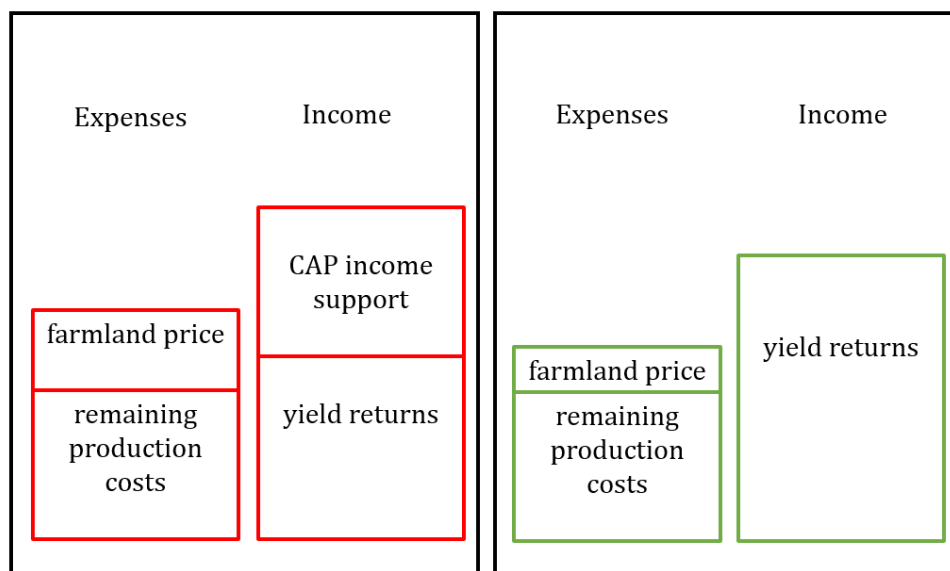 Expenses
Income
CAP income
support
farmland price
yield returns
remaining
production
costs
Expenses
Income
yield returns
farmland price
remaining
production
costs